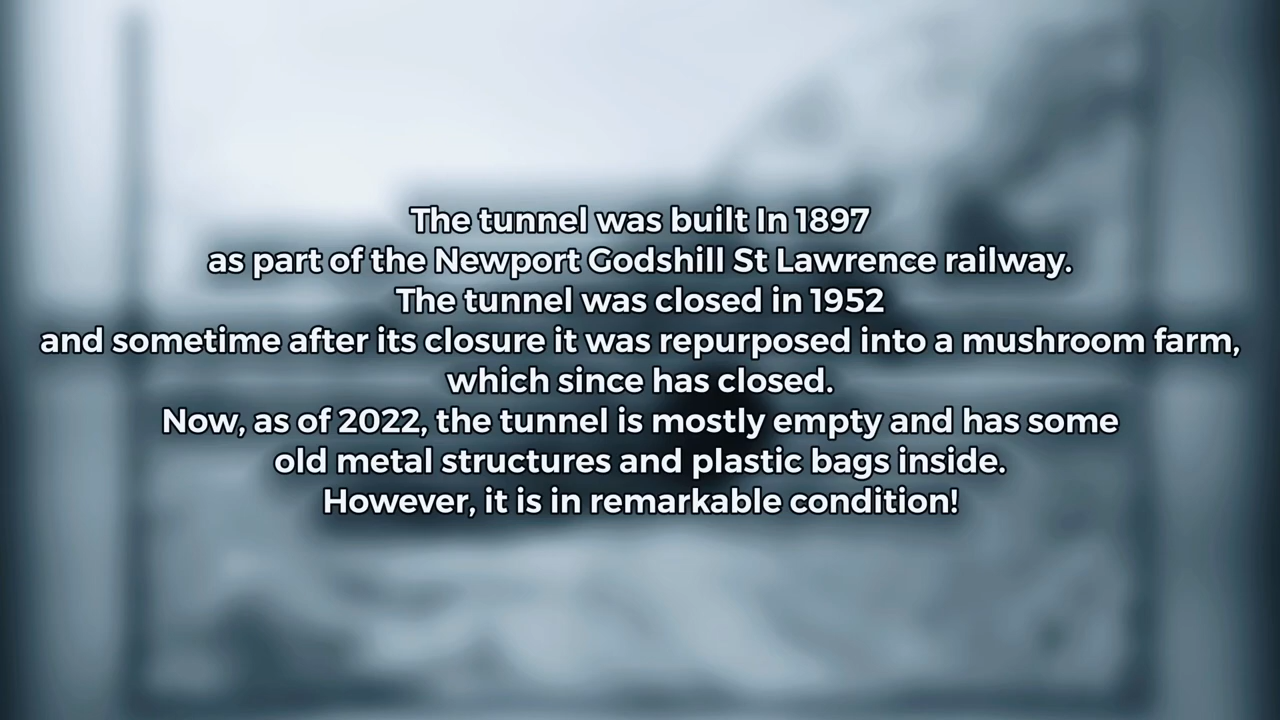 The tunnel was built In 1897
as part of the Newport Godshill St Lawrence railway.
The tunnel was closed in 1952
and sometime after its closure it was repurposed into a mushroom farm,
which since has closed.
Now, as of 2022, the tunnel is mostly empty and has some
old metal structures and plastic bags inside.
However, it is in remarkable condition!